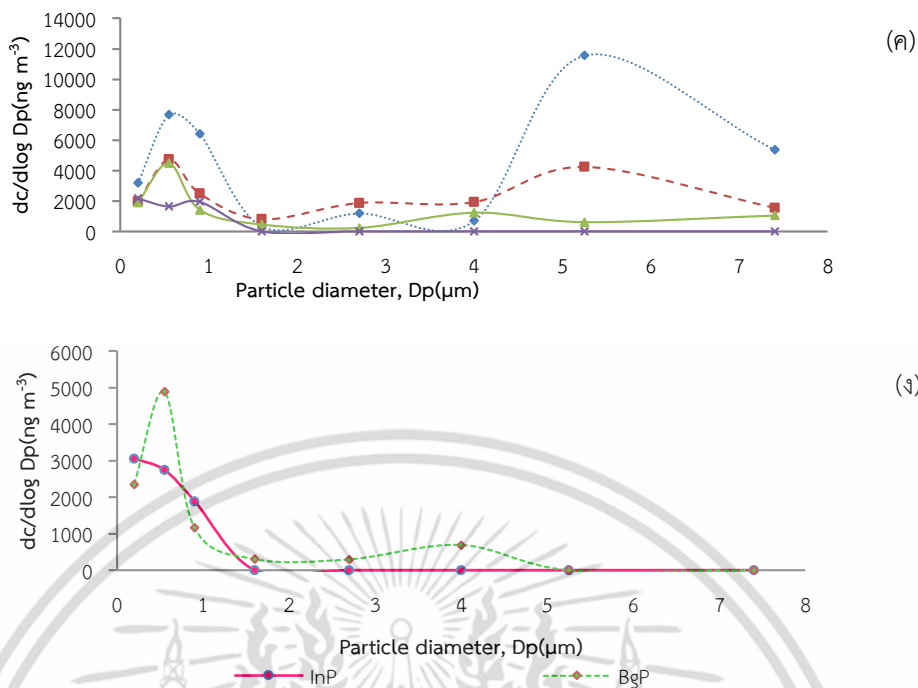 14000
12000
10000
8000
6000
4000
2000
0
dc/dlog Dp(ng m⁻³)
(ค)
0 1 2 3 4 5 6 7 8
Particle diameter, Dp(µm)
6000
5000
4000
3000
2000
1000
0
dc/dlog Dp(ng m⁻³)
(ง)
0 1 2 3 4 5 6 7 8
Particle diameter, Dp(µm)
InP BgP